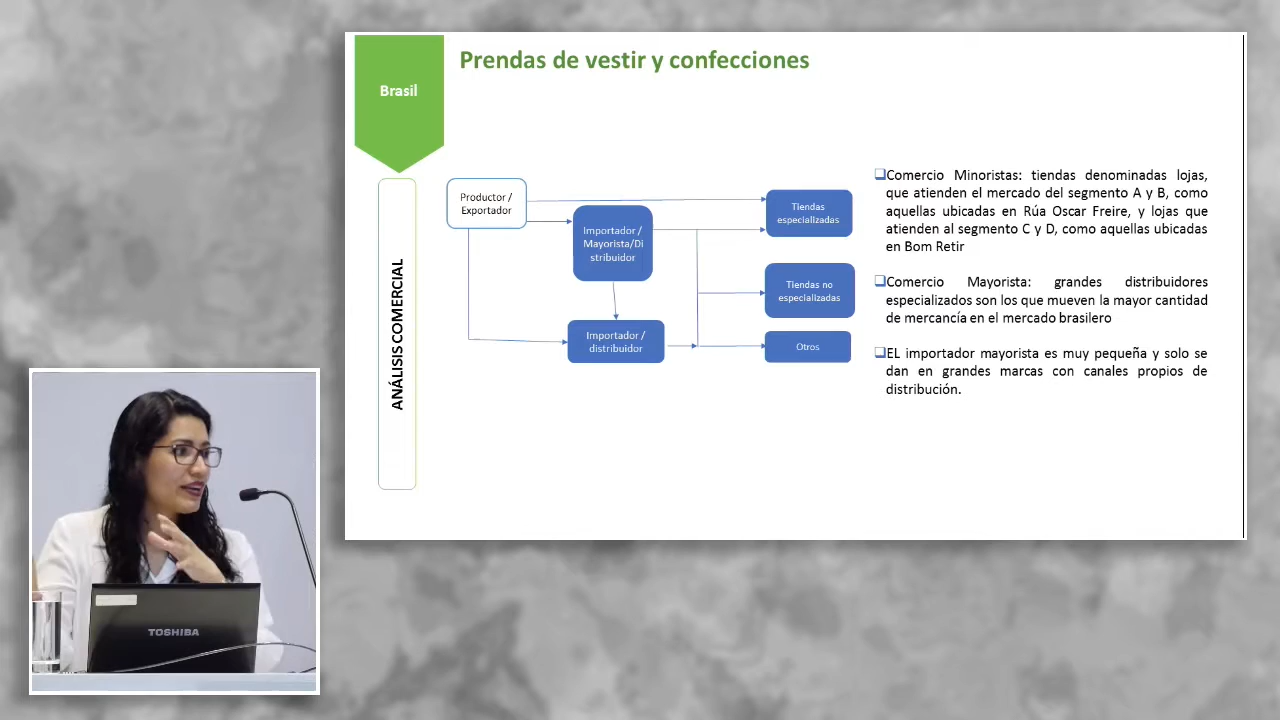 Brasil
Prendas de vestir y confecciones
ANÁLISIS COMERCIAL
Productor /
Exportador
Importador /
Mayorista/Di
stribuidor
Importador /
distribuidor
Tiendas
especializadas
Tiendas no
especializadas
Otros
Comercio Minoristas: tiendas denominadas lojas,
que atienden el mercado del segmento A y B, como
aquellas ubicadas en Rúa Oscar Freire, y lojas que
atienden al segmento C y D, como aquellas ubicadas
en Bom Retir
Comercio Mayorista: grandes distribuidores
especializados son los que mueven la mayor cantidad
de mercancía en el mercado brasilero
EL importador mayorista es muy pequeña y solo se
dan en grandes marcas con canales propios de
distribución.
TOSHIBA